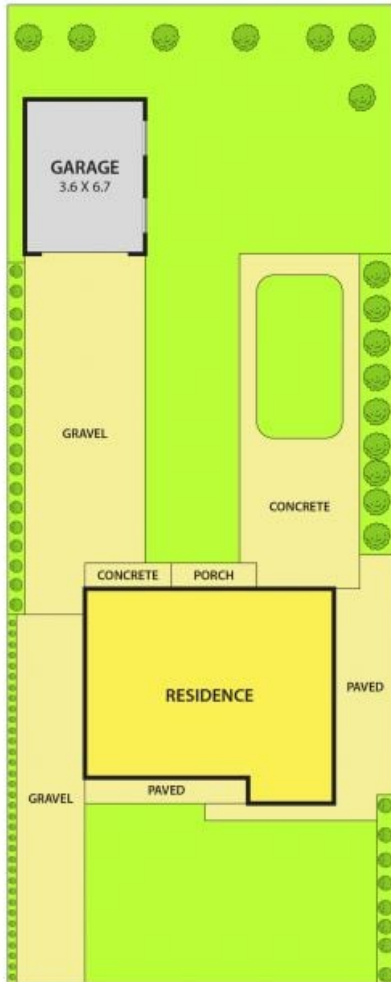 GARAGE
3.6 X 6.7
GRAVEL
CONCRETE
CONCRETE
PORCH
RESIDENCE
PAVED
PAVED
GRAVEL